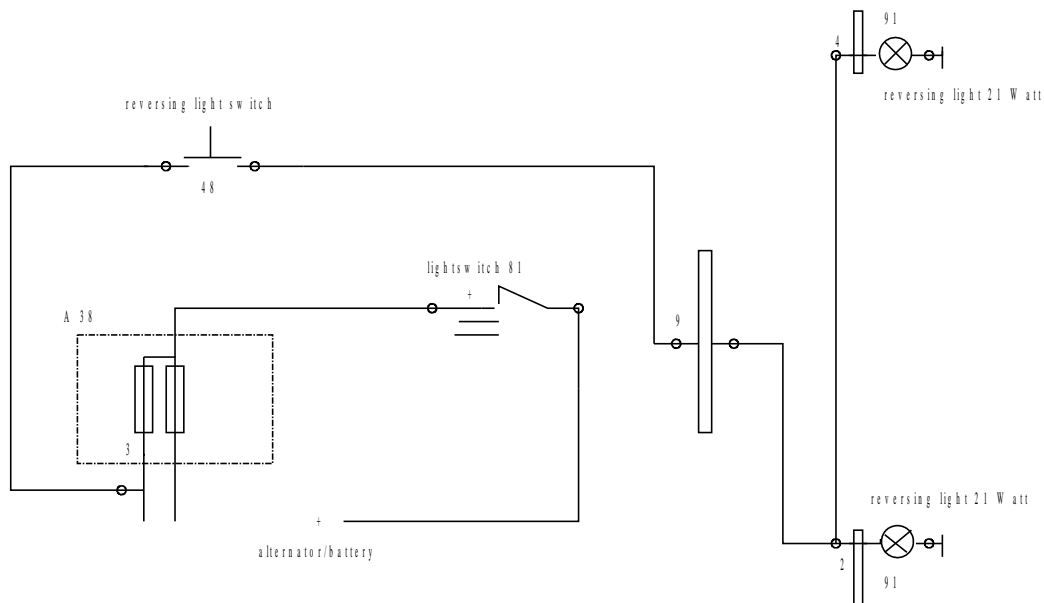 91
4
reversing light 21 Watt
reversing light switch
48
lightswitch 81
+
A 38
9
3
reversing light 21 Watt
+
alternator/battery
2
91